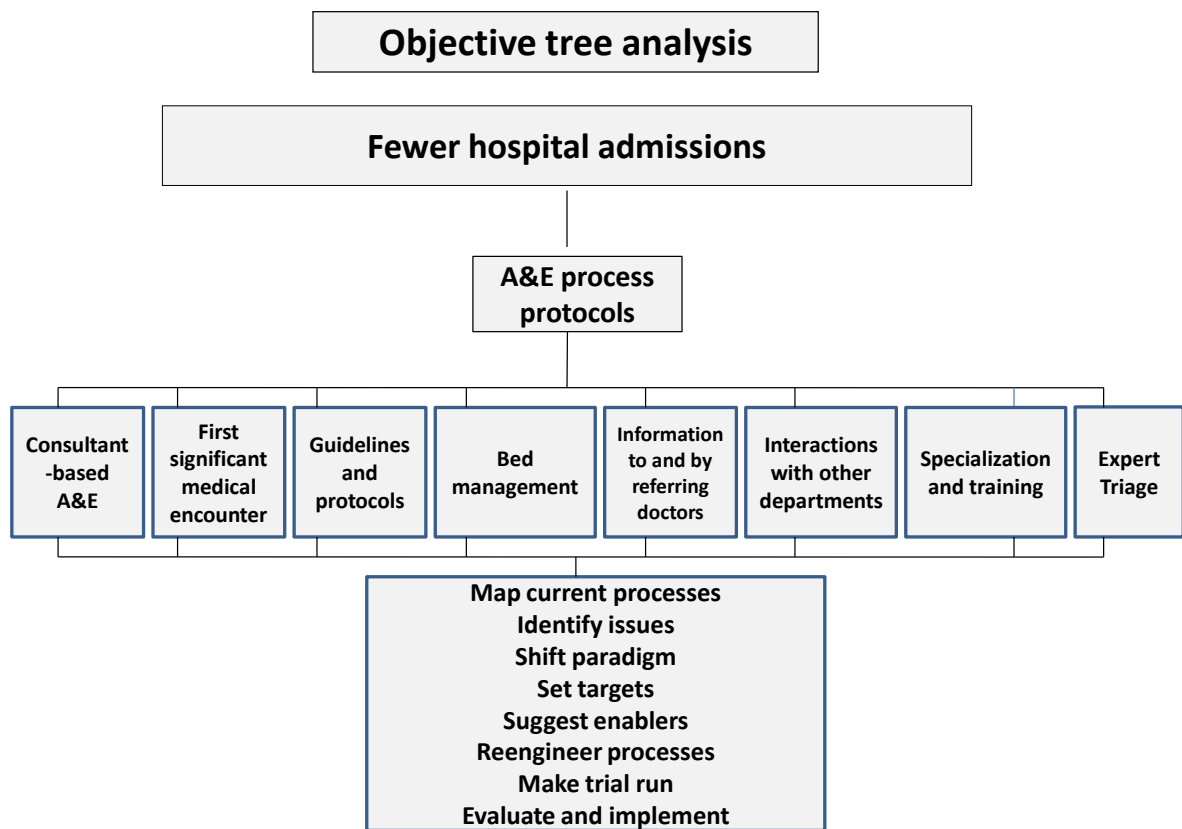 Objective tree analysis
Fewer hospital admissions
A&E process
protocols
Consultant
-based
A&E
First
significant
medical
encounter
Guidelines
and
protocols
Bed
management
Information
to and by
referring
doctors
Interactions
with other
departments
Specialization
and training
Expert
Triage
Map current processes
Identify issues
Shift paradigm
Set targets
Suggest enablers
Reengineer processes
Make trial run
Evaluate and implement